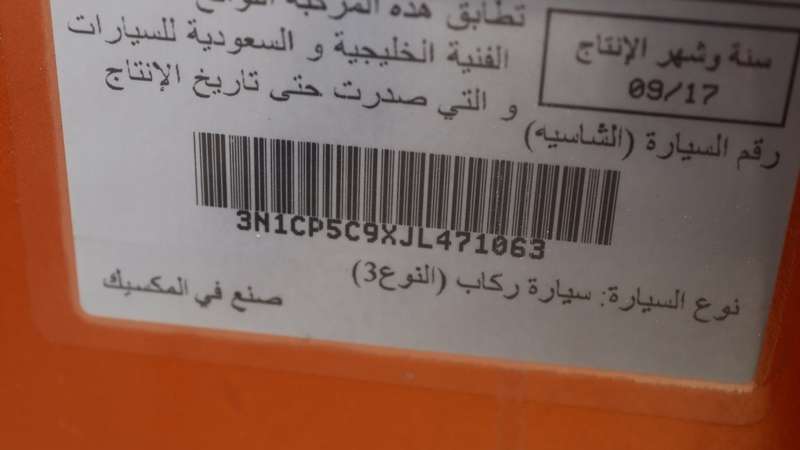 تطابق هذه المركبة اللوائح
الفنية الخليجية و السعودية للسيارات
و التي صدرت حتى تاريخ الإنتاج
سنة وشهر الإنتاج
09/17
رقم السيارة (الشاسيه)
3N1CP5C9XJL471063
نوع السيارة: سيارة ركاب (النوع3)
صنع في المكسيك